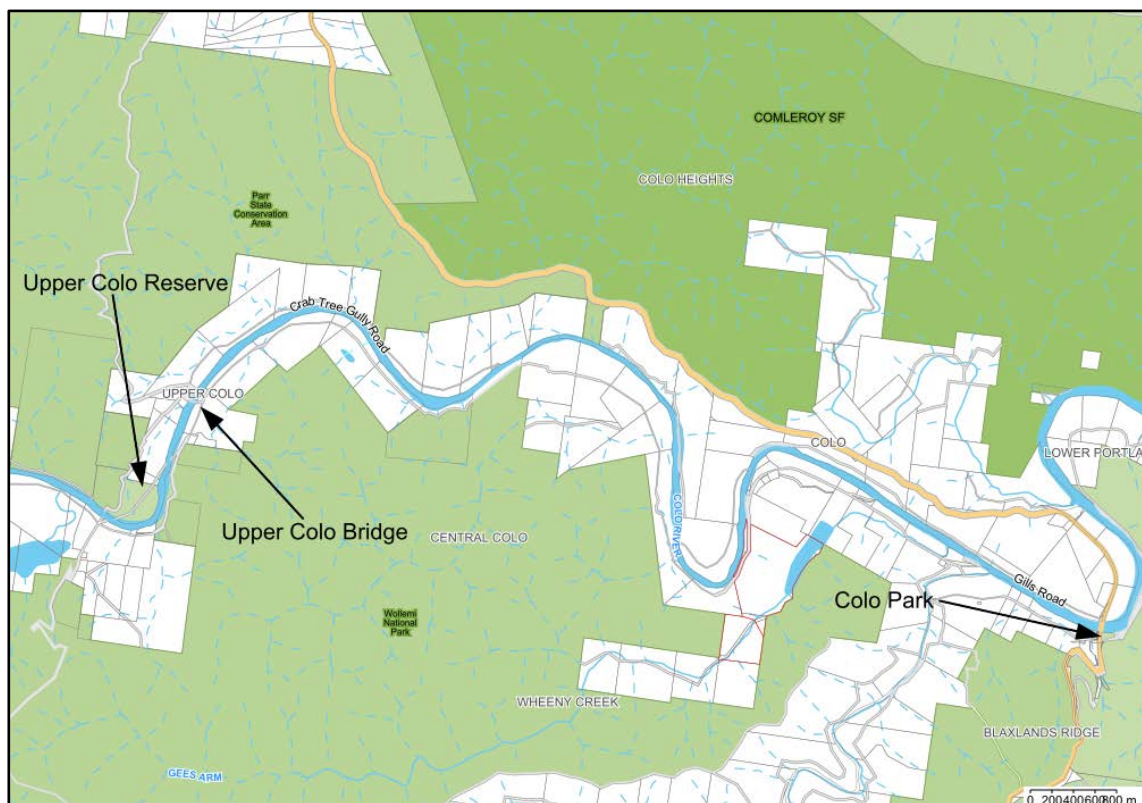 COMLEROY SF
COLO HEIGHTS
Parr
State
Conservation
Area
Upper Colo Reserve
Crab Tree Gully Road
UPPER COLO
COLO
LOWER PORTLA
Upper Colo Bridge
CENTRAL COLO
COLO RIVER
Gills Road
Colo Park
Wollemi
National
Park
WHEENY CREEK
BLAXLANDS RIDGE
GEES ARM
0 200400600800 m